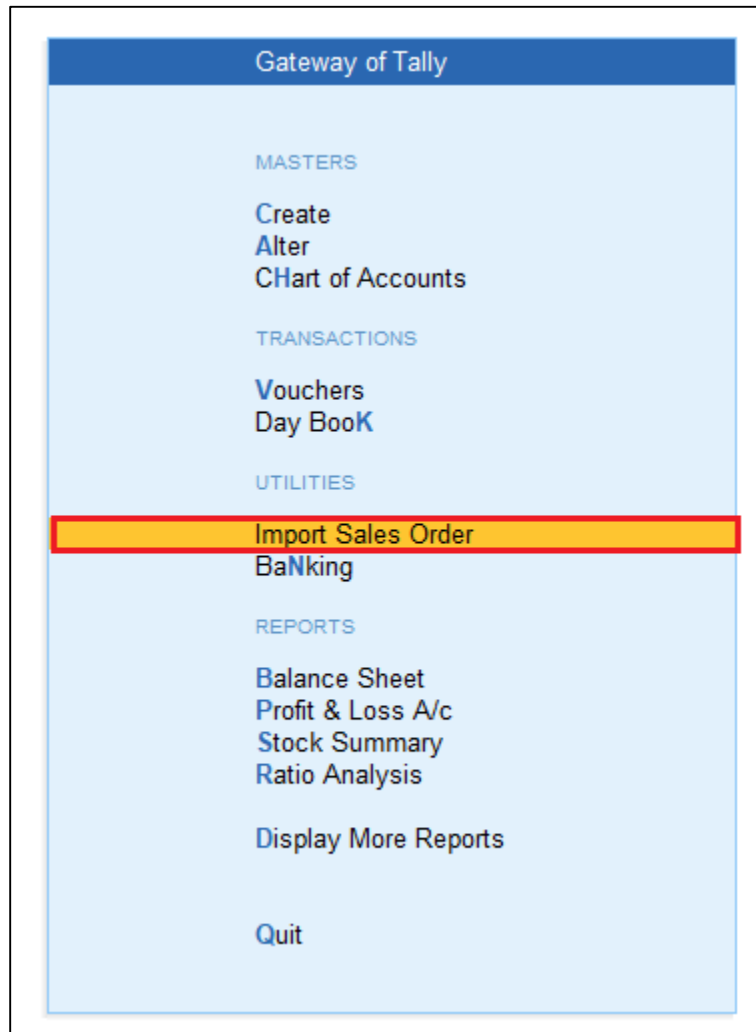 Gateway of Tally
MASTERS
Create
Alter
CHart of Accounts
TRANSACTIONS
Vouchers
Day BooK
UTILITIES
Import Sales Order
BaNking
REPORTS
Balance Sheet
Profit & Loss A/c
Stock Summary
Ratio Analysis
Display More Reports
Quit